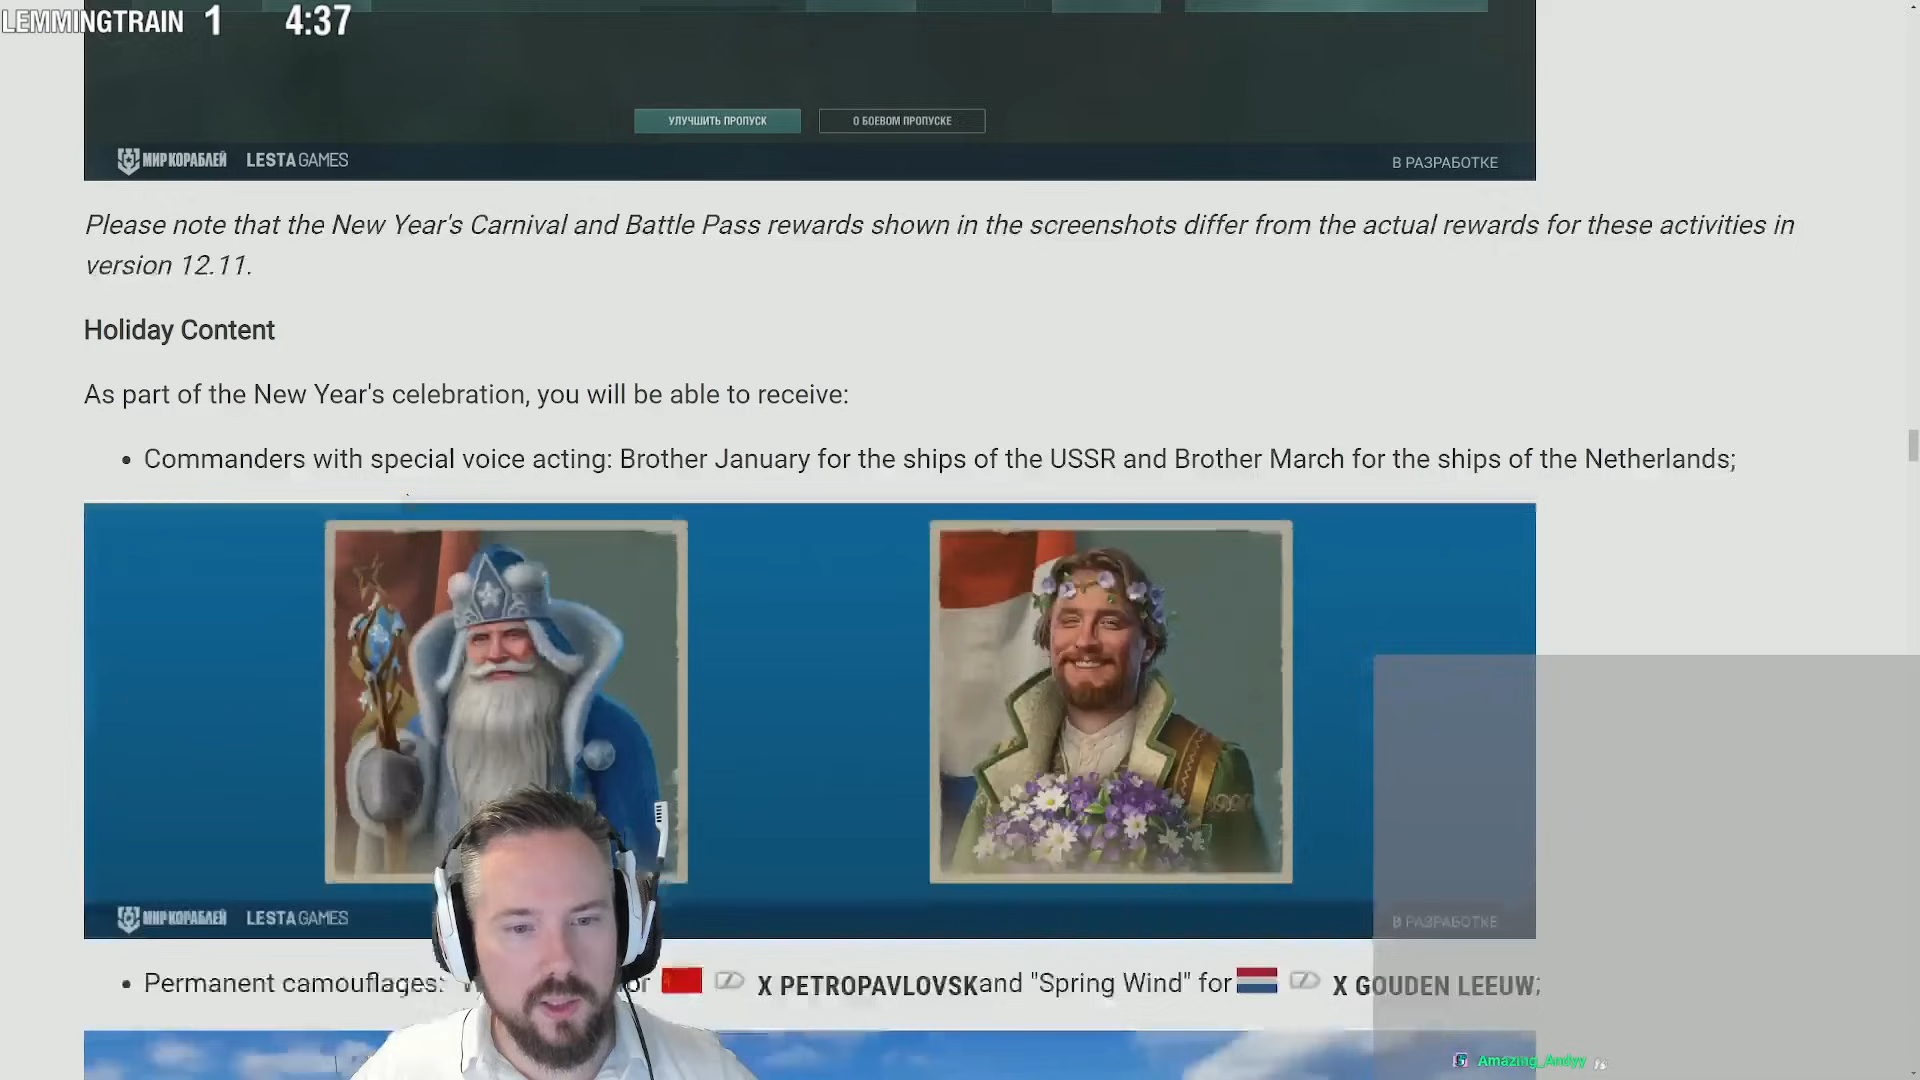 LEMMINGTRAIN 1 4:37
УЛУЧШИТЬ ПРОПУСК О БОЕВОМ ПРОПУСКЕ
МИР КОРАБЛЕЙ LESTA GAMES В РАЗРАБОТКЕ
Please note that the New Year's Carnival and Battle Pass rewards shown in the screenshots differ from the actual rewards for these activities in
version 12.11.
Holiday Content
As part of the New Year's celebration, you will be able to receive:
• Commanders with special voice acting: Brother January for the ships of the USSR and Brother March for the ships of the Netherlands;
МИР КОРАБЛЕЙ LESTA GAMES В РАЗРАБОТКЕ
• Permanent camouflages: X PETROPAVLOVSKand "Spring Wind" for X GOUDEN LEEUW;
Amazing_Andyy